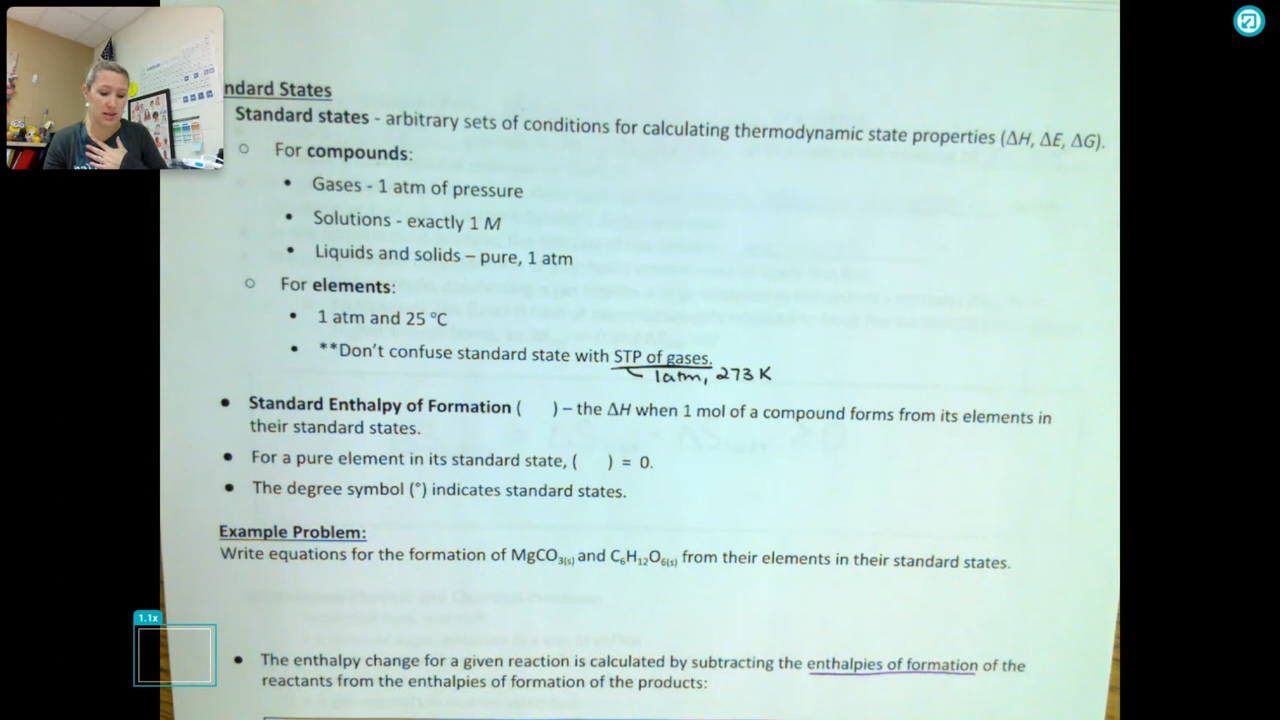 ndard States
Standard states - arbitrary sets of conditions for calculating thermodynamic state properties (ΔH, ΔE, ΔG).
○ For compounds:
• Gases - 1 atm of pressure
• Solutions - exactly 1 M
• Liquids and solids – pure, 1 atm
○ For elements:
• 1 atm and 25 °C
• **Don't confuse standard state with STP of gases.
1atm, 273 K
• Standard Enthalpy of Formation ( ) – the ΔH when 1 mol of a compound forms from its elements in
their standard states.
• For a pure element in its standard state, ( ) = 0.
• The degree symbol (°) indicates standard states.
Example Problem:
Write equations for the formation of MgCO₃₍ₛ₎ and C₆H₁₂O₆₍ₛ₎ from their elements in their standard states.
1.1x
• The enthalpy change for a given reaction is calculated by subtracting the enthalpies of formation of the
reactants from the enthalpies of formation of the products: